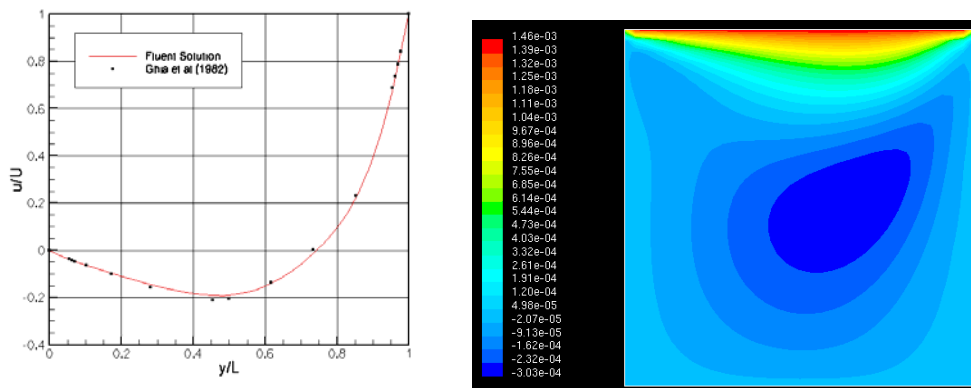 1
0.8
0.6
0.4
0.2
0
-0.2
-0.4
u/U
Fluent Solution
Ghia et al (1982)
0
0.2
0.4
0.6
0.8
1
y/L
1.46e-03
1.39e-03
1.32e-03
1.25e-03
1.18e-03
1.11e-03
1.04e-03
9.67e-04
8.96e-04
8.26e-04
7.55e-04
6.85e-04
6.14e-04
5.44e-04
4.73e-04
4.03e-04
3.32e-04
2.61e-04
1.91e-04
1.20e-04
4.98e-05
-2.07e-05
-9.13e-05
-1.62e-04
-2.32e-04
-3.03e-04